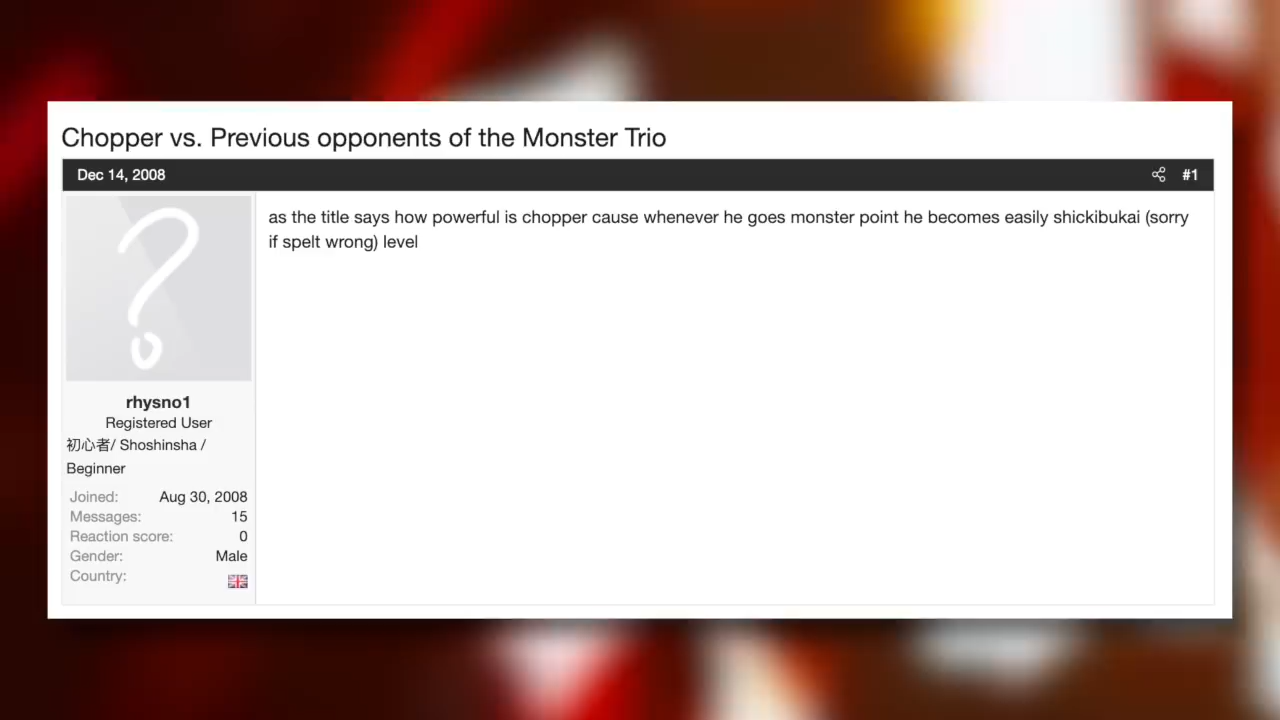 Chopper vs. Previous opponents of the Monster Trio
Dec 14, 2008
#1
as the title says how powerful is chopper cause whenever he goes monster point he becomes easily shickibukai (sorry
if spelt wrong) level
rhysno1
Registered User
初心者/ Shoshinsha /
Beginner
Joined: Aug 30, 2008
Messages: 15
Reaction score: 0
Gender: Male
Country: